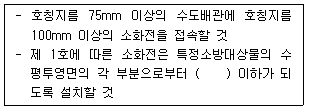 - 호칭지름 75mm 이상의 수도배관에 호칭지름
100mm 이상의 소화전을 접속할 것
- 제 1호에 따른 소화전은 특정소방대상물의 수
평투영면의 각 부분으로부터 (    ) 이하가 되
도록 설치할 것